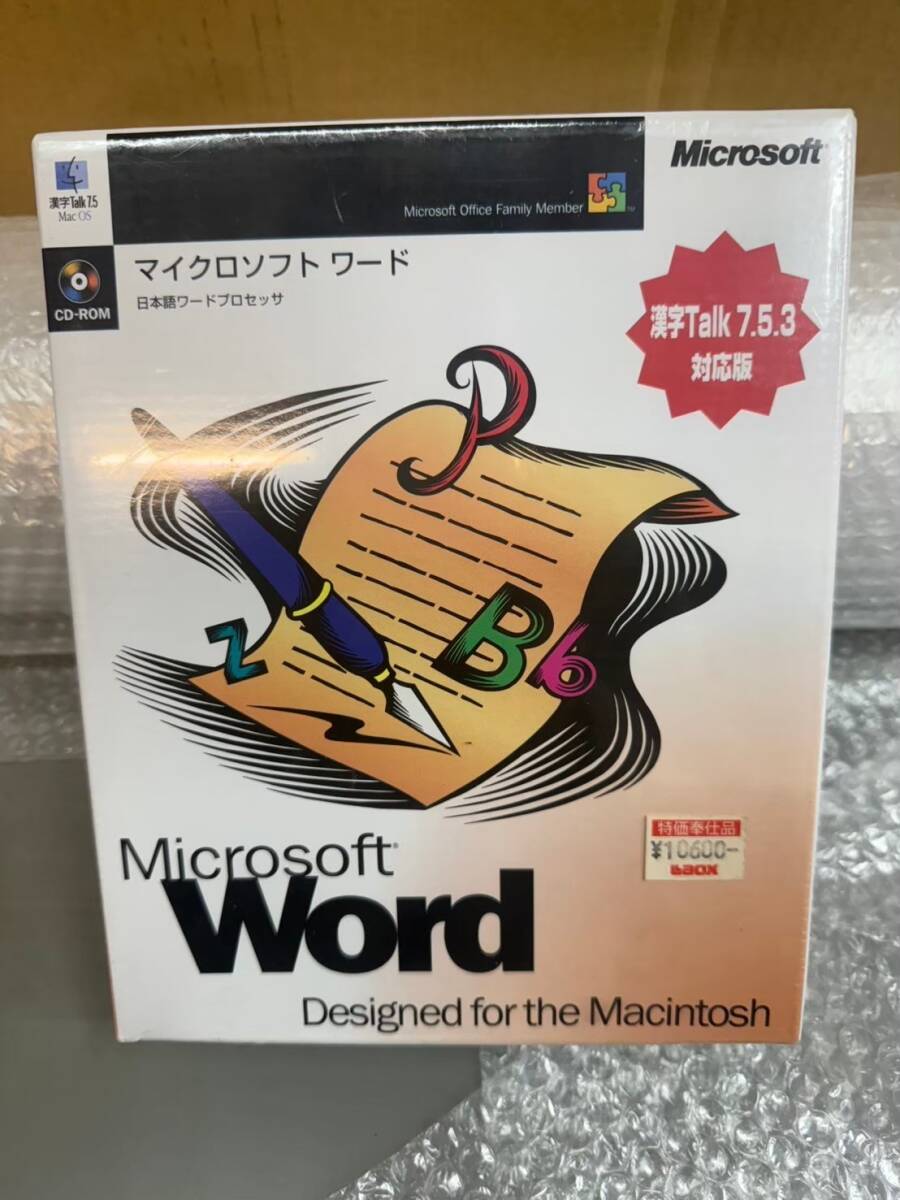 漢字Talk 7.5
Mac OS
CD-ROM
Microsoft Office Family Member
Microsoft
マイクロソフト ワード
日本語ワードプロセッサ
漢字Talk 7.5.3
対応版
Z
B
b
特価奉仕品
¥10600-
Laox
Microsoft®
Word
Designed for the Macintosh